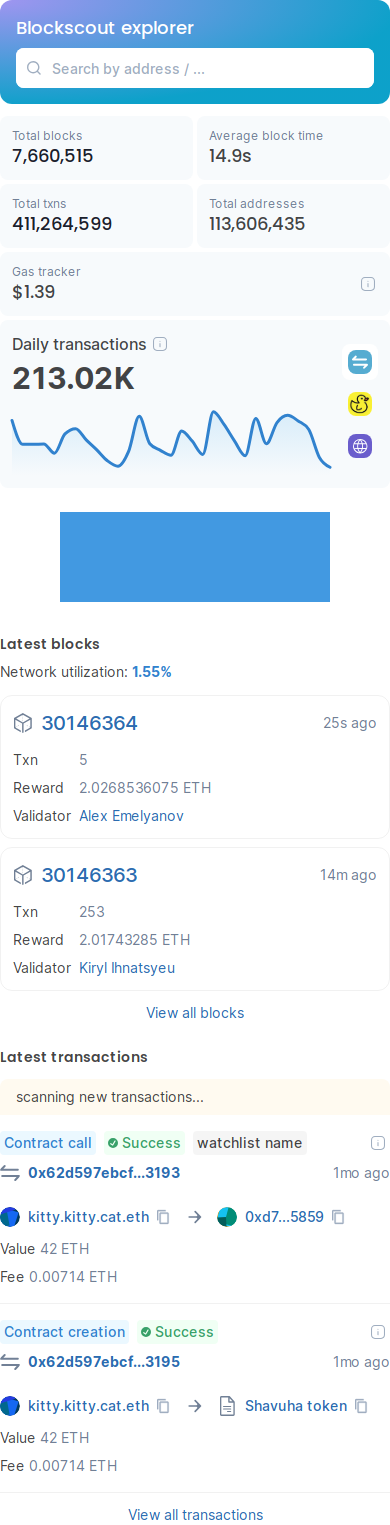 Blockscout explorer
Search by address / ...
Total blocks
7,660,515
Average block time
14.9s
Total txns
411,264,599
Total addresses
113,606,435
Gas tracker
$1.39
Daily transactions
213.02K
Latest blocks
Network utilization: 1.55%
30146364 25s ago
Txn 5
Reward 2.0268536075 ETH
Validator Alex Emelyanov
30146363 14m ago
Txn 253
Reward 2.01743285 ETH
Validator Kiryl Ihnatsyeu
View all blocks
Latest transactions
scanning new transactions...
Contract call Success watchlist name
0x62d597ebcf...3193 1mo ago
kitty.kitty.cat.eth 0xd7...5859
Value 42 ETH
Fee 0.00714 ETH
Contract creation Success
0x62d597ebcf...3195 1mo ago
kitty.kitty.cat.eth Shavuha token
Value 42 ETH
Fee 0.00714 ETH
View all transactions